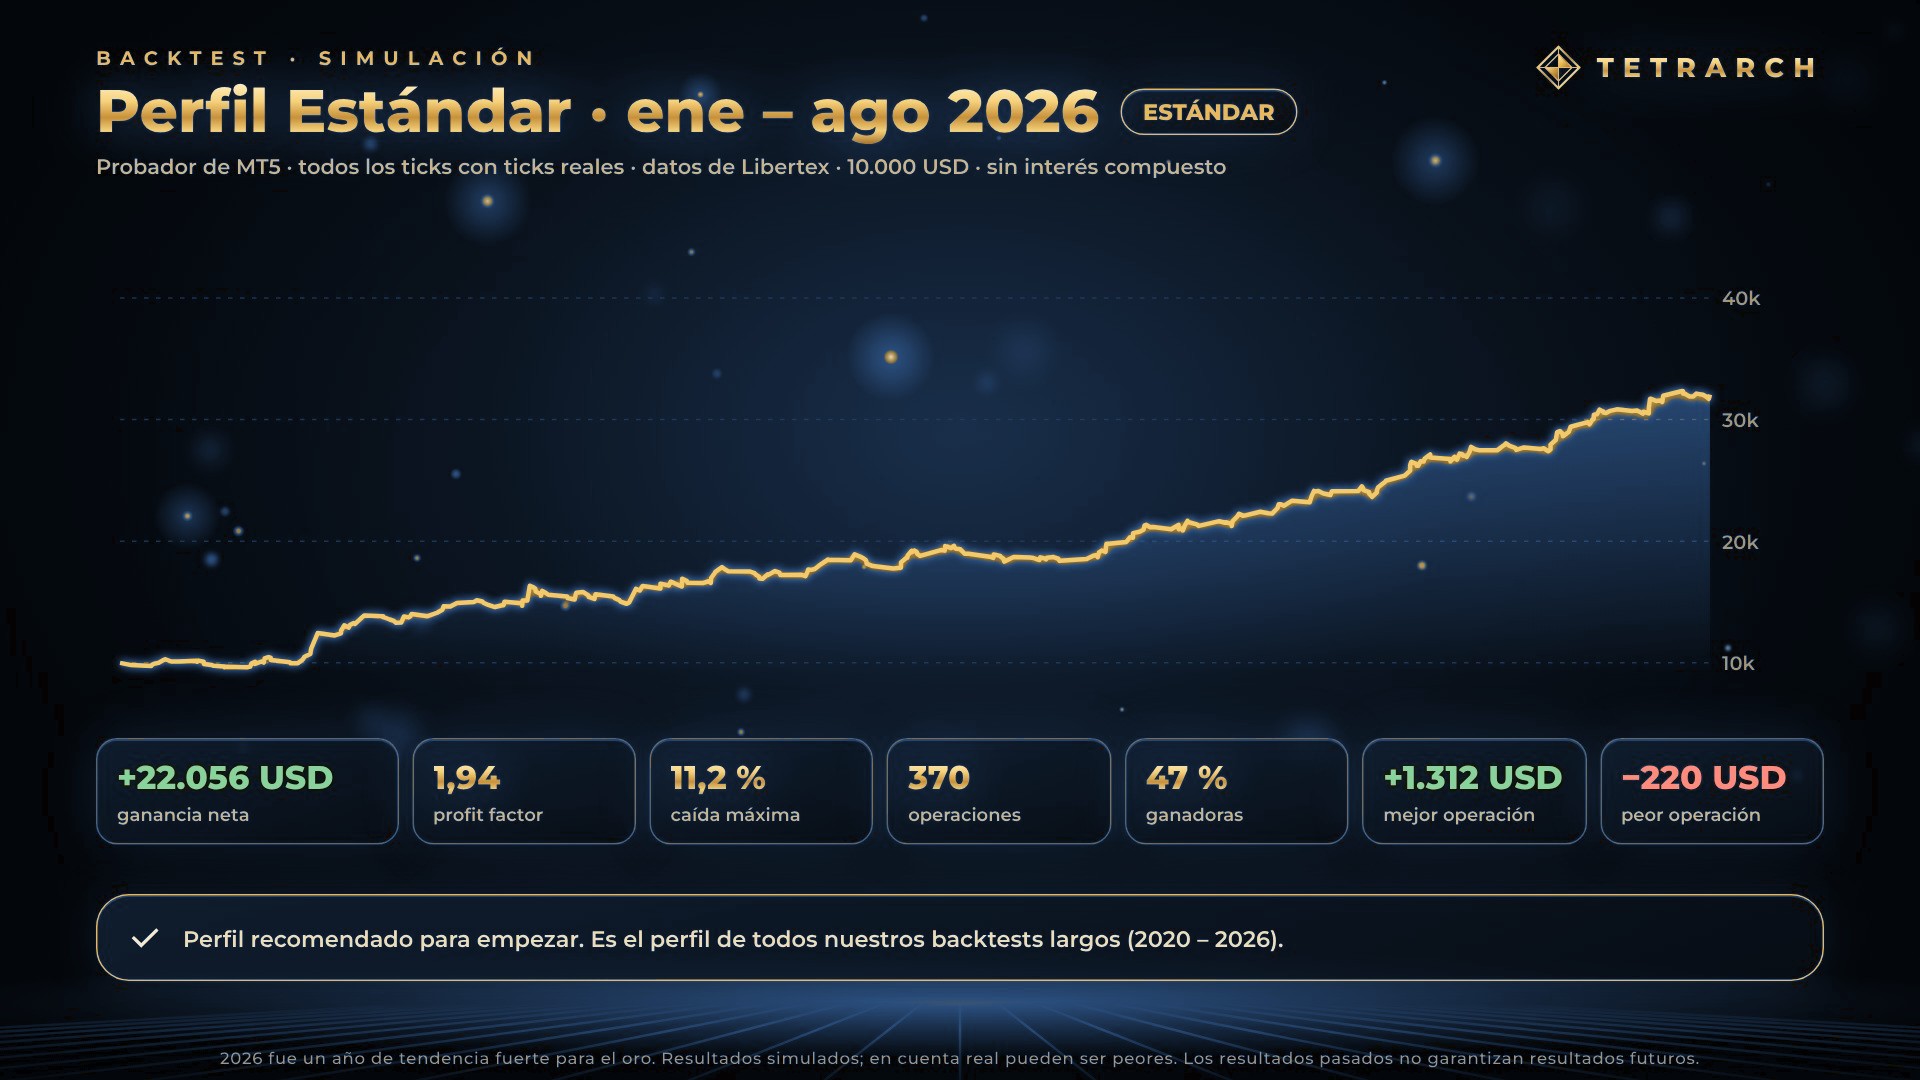 BACKTEST · SIMULACIÓN
TETRARCH
Perfil Estándar · ene – ago 2026
ESTÁNDAR
Probador de MT5 · todos los ticks con ticks reales · datos de Libertex · 10.000 USD · sin interés compuesto
40k
30k
20k
10k
+22.056 USD
ganancia neta
1,94
profit factor
11,2 %
caída máxima
370
operaciones
47 %
ganadoras
+1.312 USD
mejor operación
−220 USD
peor operación
Perfil recomendado para empezar. Es el perfil de todos nuestros backtests largos (2020 – 2026).
2026 fue un año de tendencia fuerte para el oro. Resultados simulados; en cuenta real pueden ser peores. Los resultados pasados no garantizan resultados futuros.